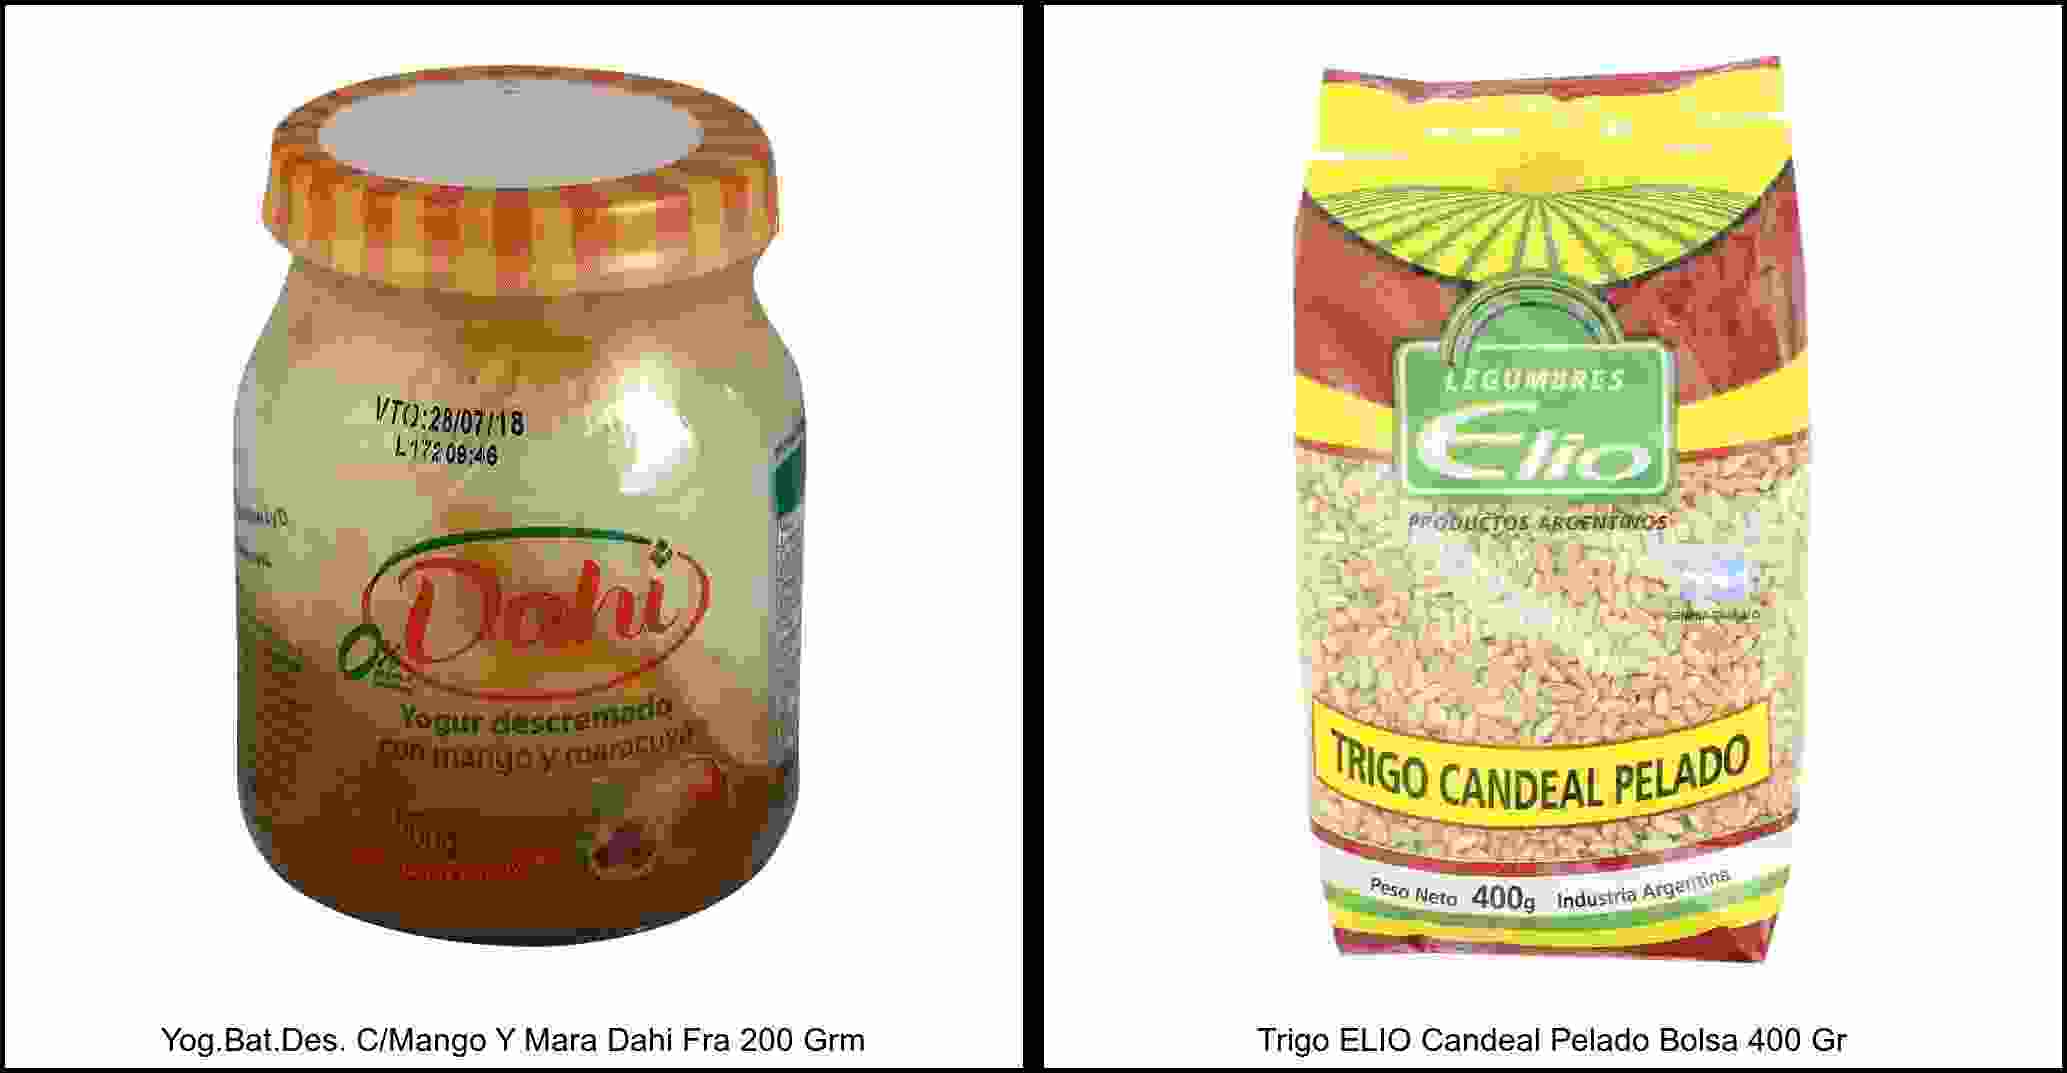 VTO:28/07/18
L172 09:46
Dahi
0%
Yogur descremado
con mango y maracuyá
Yog.Bat.Des. C/Mango Y Mara Dahi Fra 200 Grm
LEGUMBRES
Elio
PRODUCTOS ARGENTINOS
TRIGO CANDEAL PELADO
Peso Neto 400g Industria Argentina
Trigo ELIO Candeal Pelado Bolsa 400 Gr